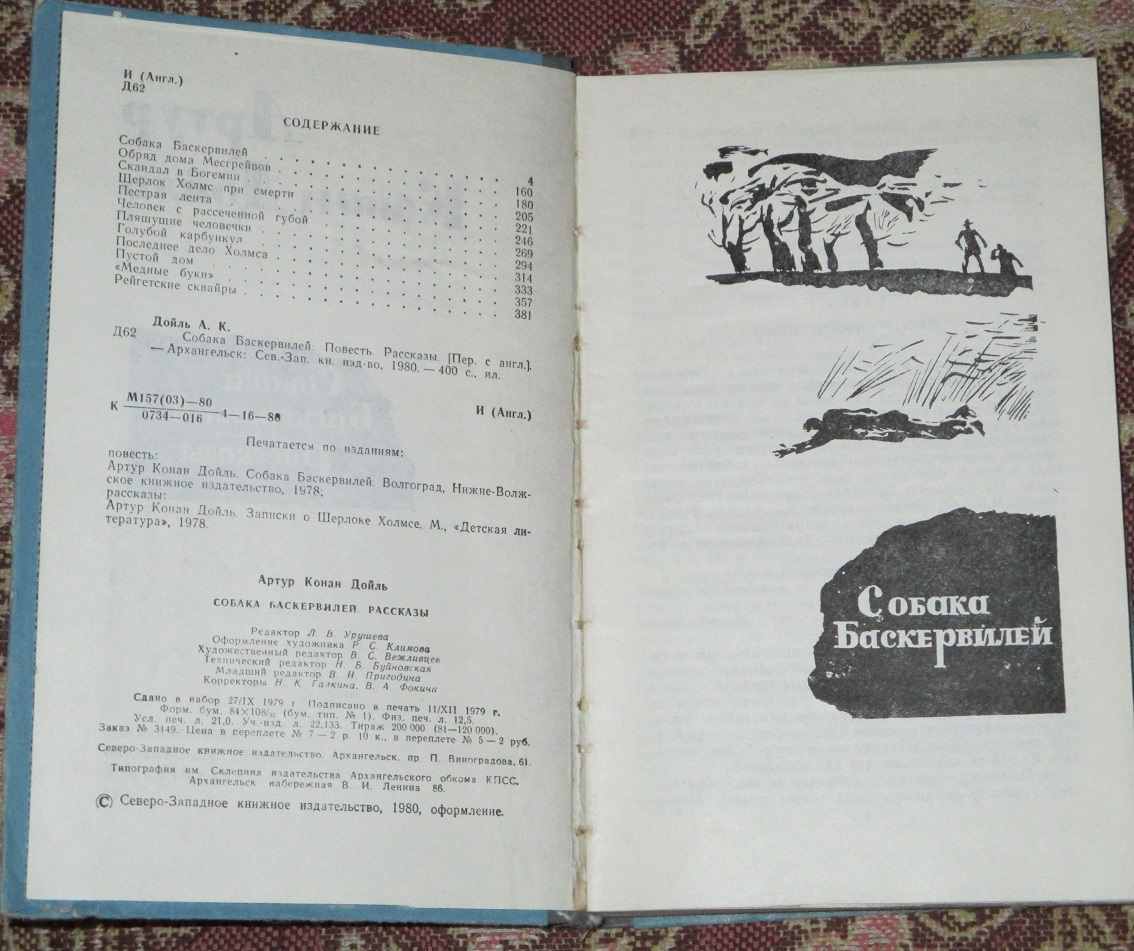 И (Англ.)
Д62
СОДЕРЖАНИЕ
Собака Баскервилей . . . 4
Обряд дома Месгрейвов . . . 160
Скандал в Богемии . . . 180
Шерлок Холмс при смерти . . . 205
Пестрая лента . . . 221
Человек с рассеченной губой . . . 246
Пляшущие человечки . . . 269
Голубой карбункул . . . 294
Последнее дело Холмса . . . 314
Пустой дом . . . 333
«Медные буки» . . . 357
Рейгетские сквайры . . . 381
Дойль А. К.
Д62 Собака Баскервилей: Повесть. Рассказы [Пер. с англ.].
— Архангельск: Сев.-Зап. кн. изд-во, 1980. — 400 с., ил.
К М157(03)—80 / 0734—016 4—16—80 И (Англ.)
Печатается по изданиям:
повесть:
Артур Конан Дойль. Собака Баскервилей. Волгоград, Нижне-Волж-
ское книжное издательство, 1978;
рассказы:
Артур Конан Дойль. Записки о Шерлоке Холмсе. М., «Детская ли-
тература», 1978.
Артур Конан Дойль
СОБАКА БАСКЕРВИЛЕЙ. РАССКАЗЫ
Редактор Л. В. Урушева
Оформление художника Р. С. Климова
Художественный редактор В. С. Вежливцев
Технический редактор Н. Б. Буйновская
Младший редактор В. И. Пригодина
Корректоры Н. К. Галкина, В. А. Фокина
Сдано в набор 27/IX 1979 г. Подписано в печать 11/XII 1979 г.
Форм. бум. 84×108/32 (бум. тип. № 1). Физ. печ. л. 12,5.
Усл. печ. л. 21,0. Уч.-изд. л. 22,133. Тираж 200 000 (81—120 000).
Заказ № 3149. Цена в переплете № 7 — 2 р. 10 к., в переплете № 5 — 2 руб.
Северо-Западное книжное издательство, Архангельск, пр. П. Виноградова, 61.
Типография им. Склепина издательства Архангельского обкома КПСС.
Архангельск набережная В. И. Ленина 86.
© Северо-Западное книжное издательство, 1980, оформление.
Собака
Баскервилей